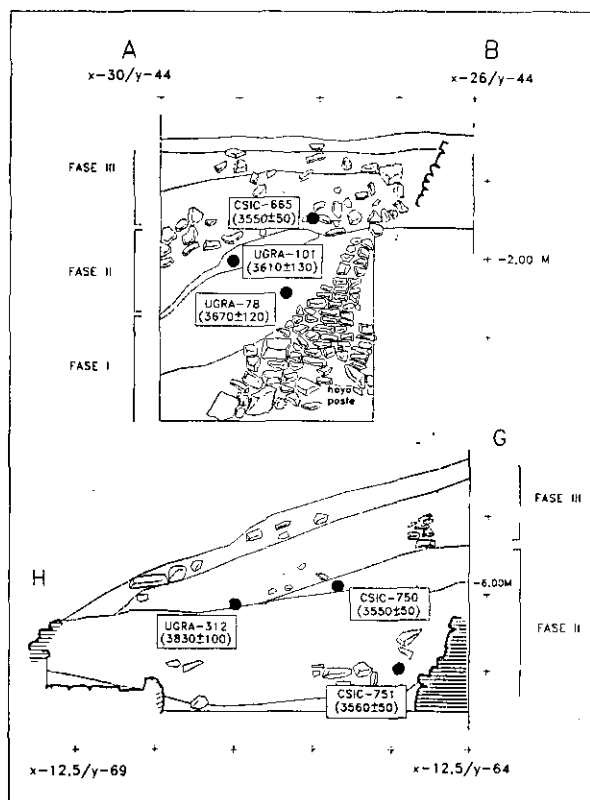 A
B
x-30/y-44
x-26/y-44
FASE III
CSIC-665
(3550±50)
UGRA-101
(3610±130)
-2,00 M
FASE II
UGRA-78
(3670±120)
FASE I
hoyo
poste
G
FASE III
H
-6,00M
CSIC-750
(3550±50)
UGRA-312
(3830±100)
FASE II
CSIC-751
(3560±50)
x-12,5/y-69
x-12,5/y-64